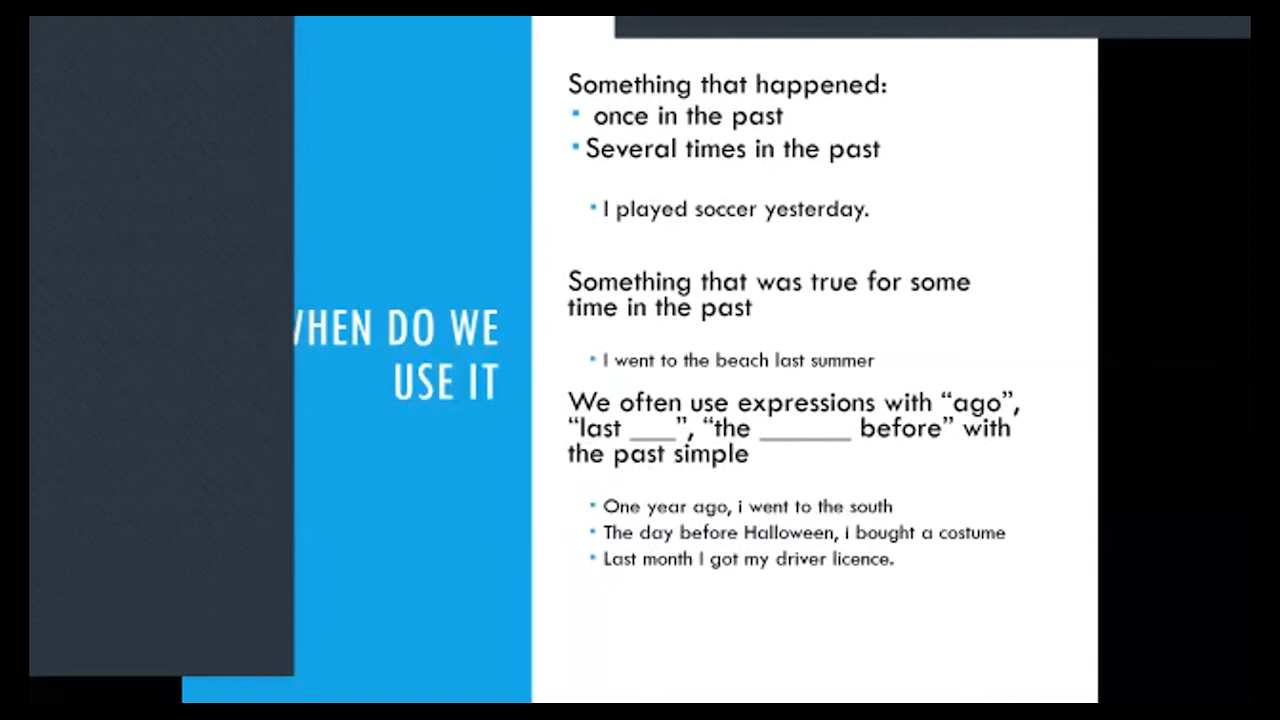 WHEN DO WE
USE IT
Something that happened:
once in the past
Several times in the past
I played soccer yesterday.
Something that was true for some
time in the past
I went to the beach last summer
We often use expressions with “ago”,
“last ___”, “the ______ before” with
the past simple
One year ago, i went to the south
The day before Halloween, i bought a costume
Last month I got my driver licence.